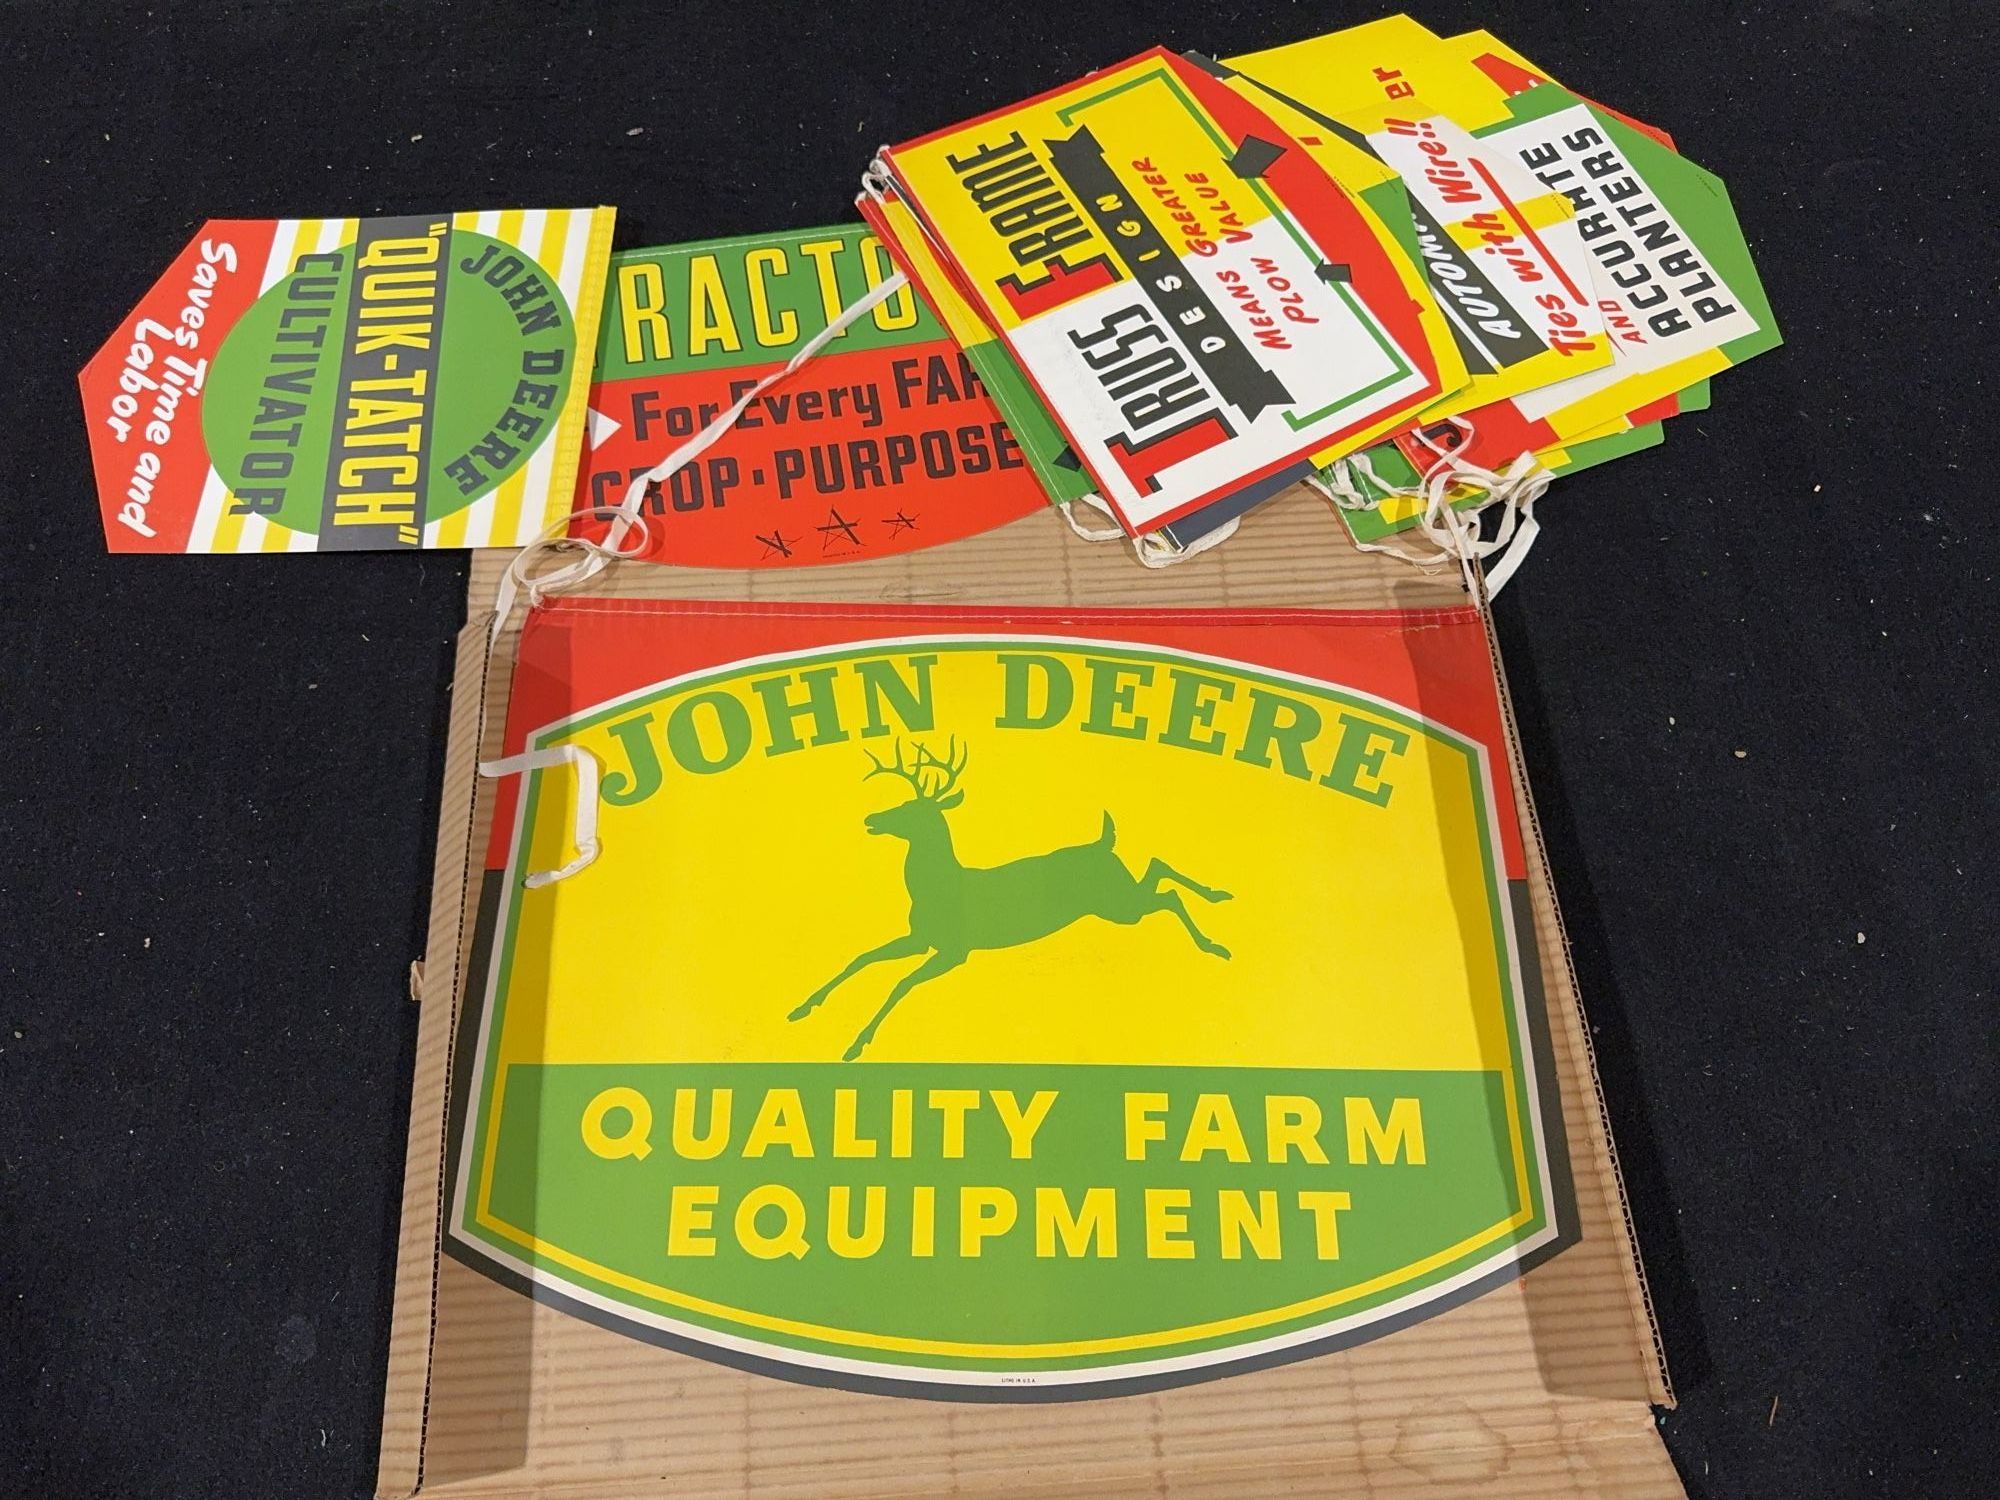 Saves Time and
Labor
JOHN DEERE
"QUIK-TATCH"
CULTIVATOR
RACTO
For Every FAR
CROP·PURPOSE
TRUSS FRAME
DESIGN
MEANS GREATER
PLOW VALUE
er
AUTOM
Ties with Wire!!
AND
ACCURATE
PLANTERS
JOHN DEERE
QUALITY FARM
EQUIPMENT
LITHO IN U.S.A.